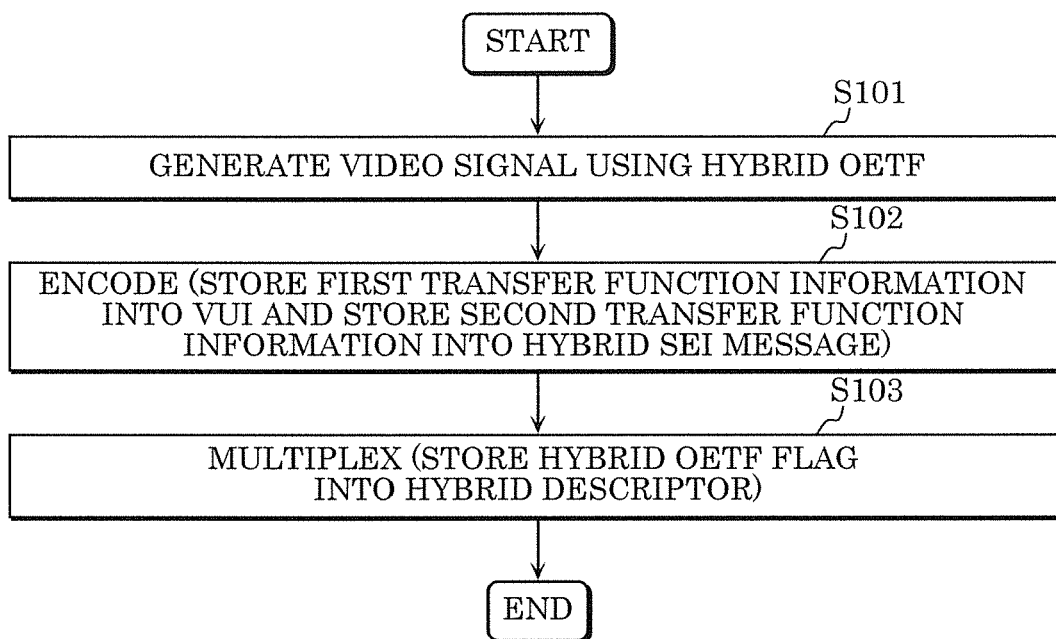 START
S101
GENERATE VIDEO SIGNAL USING HYBRID OETF
S102
ENCODE (STORE FIRST TRANSFER FUNCTION INFORMATION
INTO VUI AND STORE SECOND TRANSFER FUNCTION
INFORMATION INTO HYBRID SEI MESSAGE)
S103
MULTIPLEX (STORE HYBRID OETF FLAG
INTO HYBRID DESCRIPTOR)
END